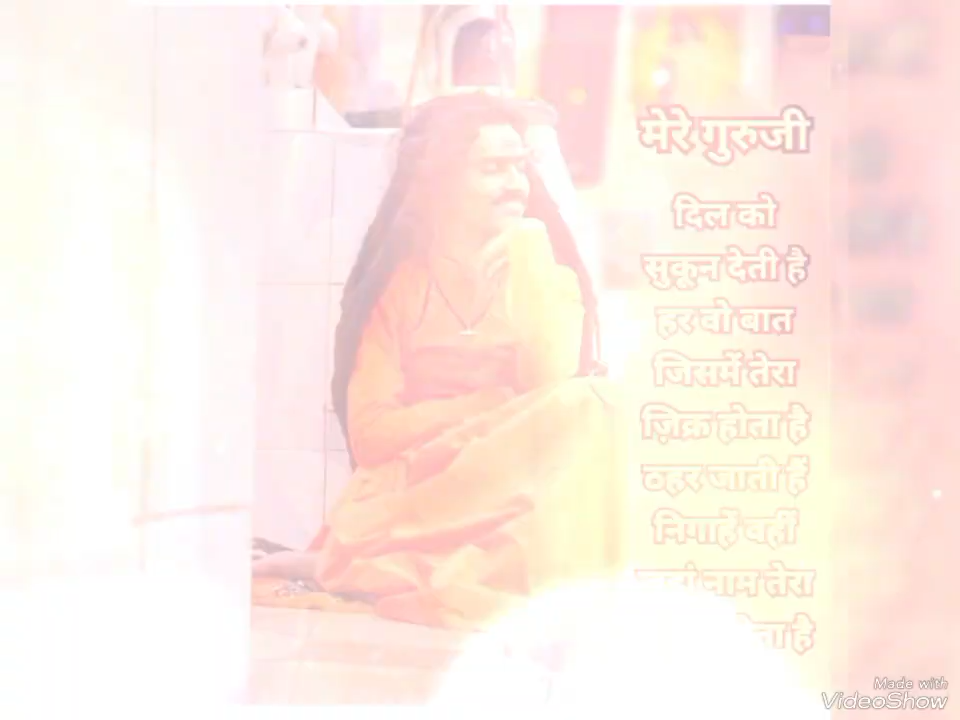 मेरे गुरुजी
दिल को
सुकून देती है
हर वो बात
जिसमें तेरा
ज़िक्र होता है
ठहर जाती हैं
निगाहें वहीं
नाम तेरा
है
Made with
VideoShow